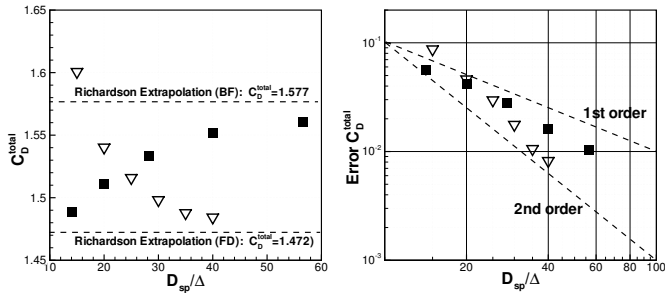 1.65
1.6
1.55
1.5
1.45
C_D^total
Richardson Extrapolation (BF): C_D^total=1.577
Richardson Extrapolation (FD): C_D^total=1.472)
10 20 30 40 50 60
D_sp/Δ
10^-1
10^-2
10^-3
Error C_D^total
1st order
2nd order
20 40 60 80 100
D_sp/Δ